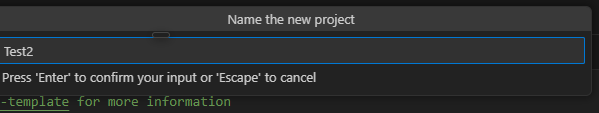 Name the new project
Test2
Press 'Enter' to confirm your input or 'Escape' to cancel
-template for more information